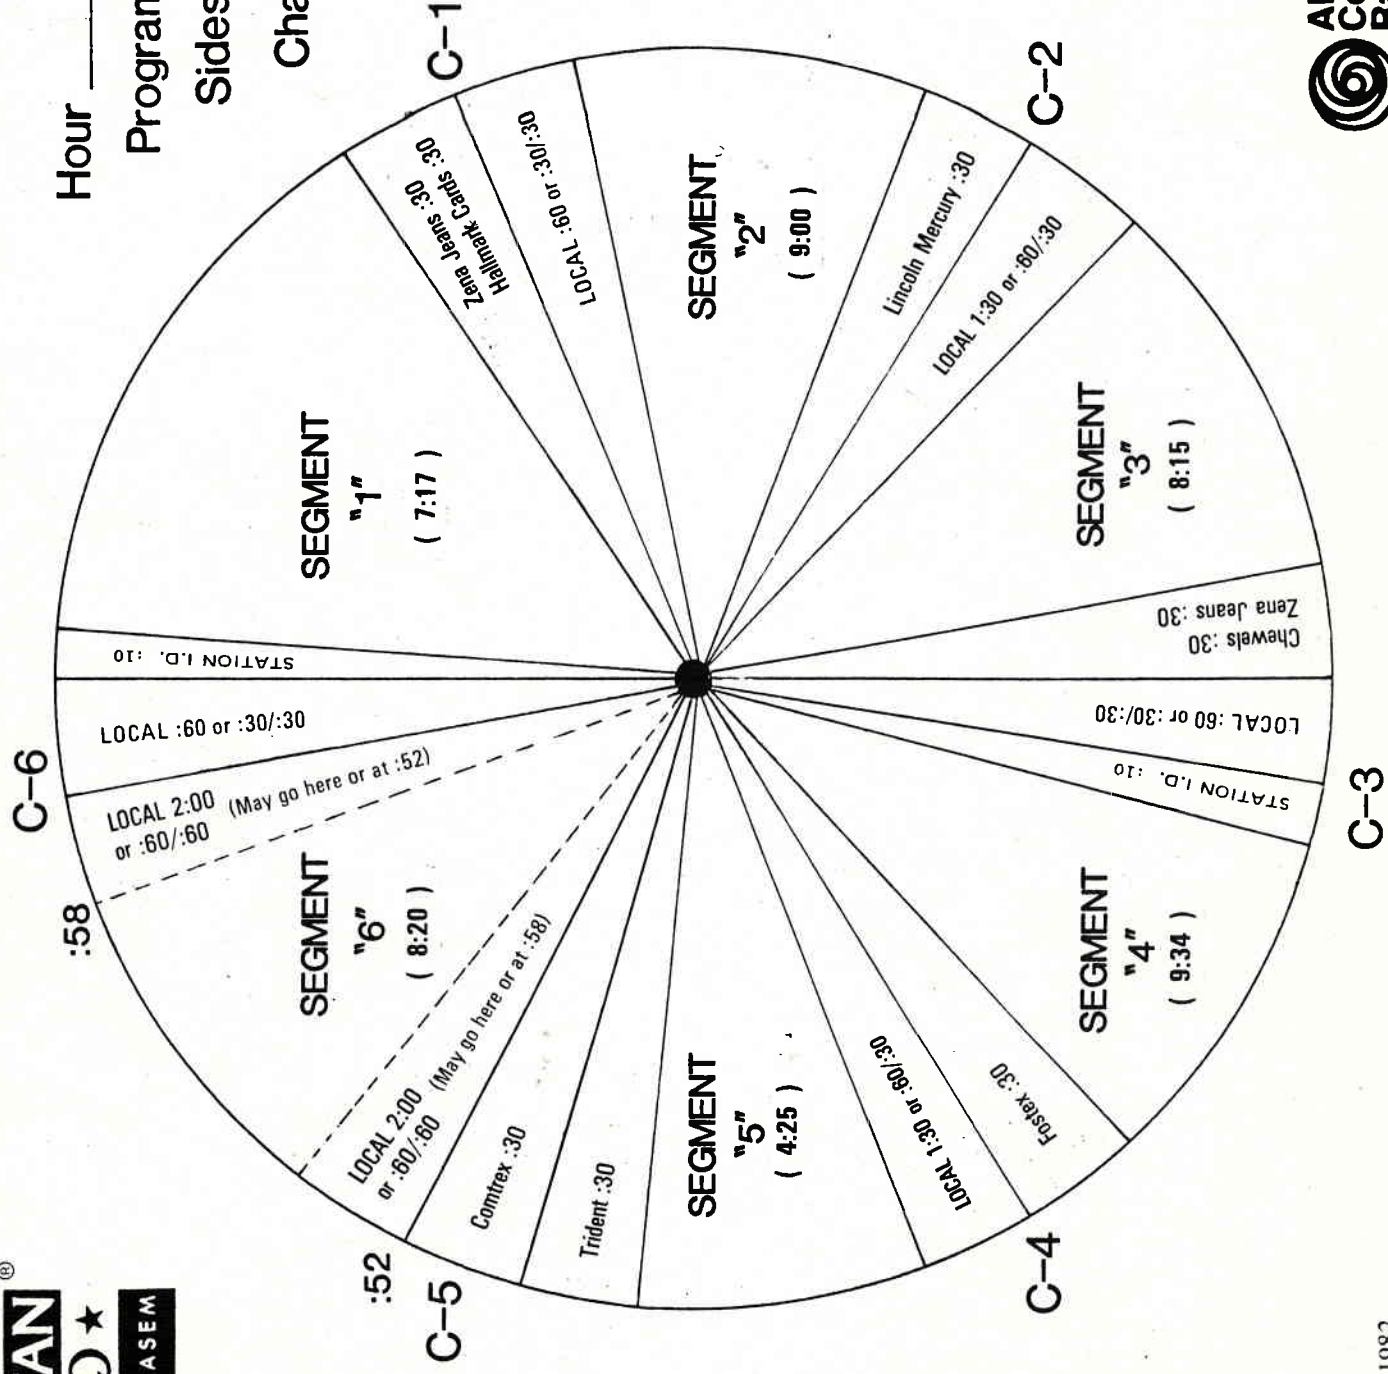 Hour
C-1
Zena Jeans :30
Hallmark Cards :30
LOCAL :60 or :30/:30
SEGMENT
"1"
( 7:17 )
SEGMENT
"2"
( 9:00 )
Lincoln Mercury :30
C-2
LOCAL 1:30 or :60/:30
SEGMENT
"3"
( 8:15 )
Zena Jeans :30
Chewels :30
C-3
LOCAL :60 or :30/:30
STATION I.D. :10
SEGMENT
"4"
( 9:34 )
Fostex :30
C-4
LOCAL 1:30 or :60/:30
SEGMENT
"5"
( 4:25 )
Trident :30
C-5
Comtrex :30
:52
LOCAL 2:00 (May go here or at :58)
or :60/:60
SEGMENT
"6"
( 8:20 )
:58
LOCAL 2:00 (May go here or at :52)
or :60/:60
C-6
LOCAL :60 or :30/:30
STATION I.D. :10
Program
Sides
Cha
AN®
ASEM
1982